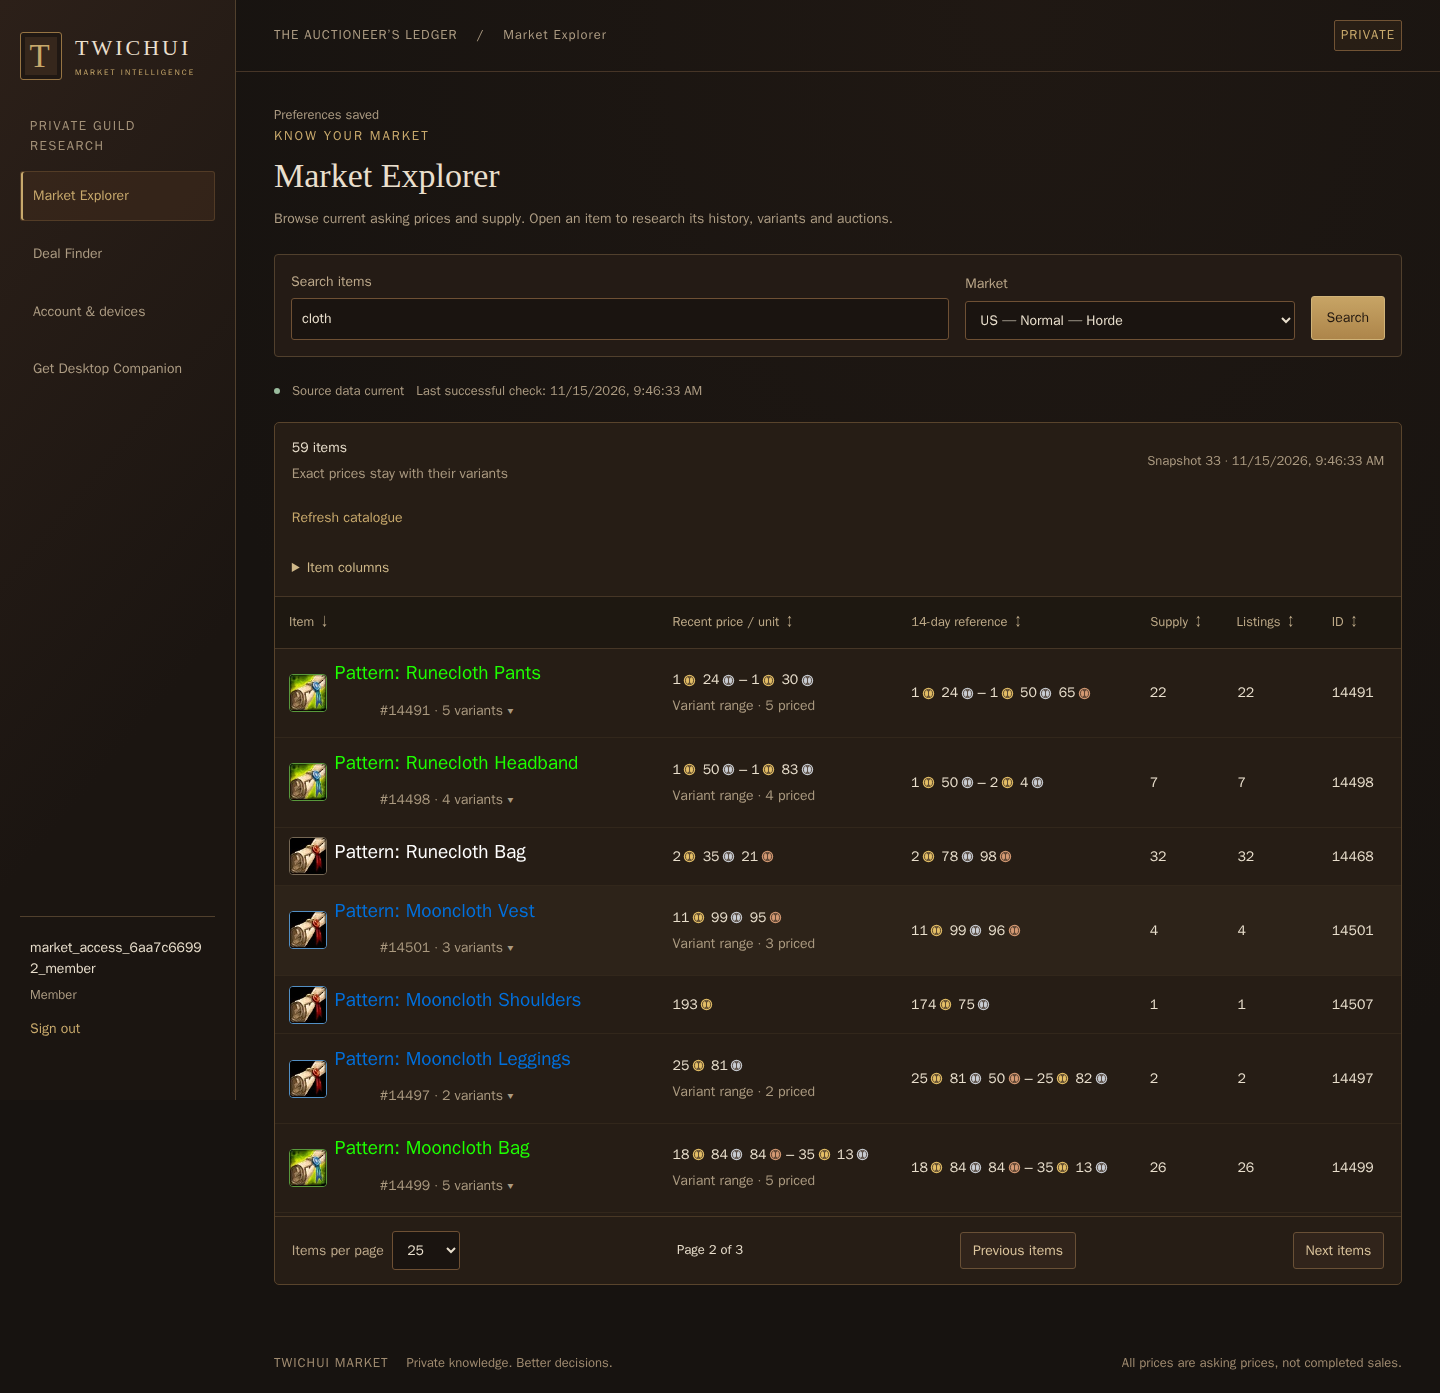 T
TWICHUI
MARKET INTELLIGENCE
PRIVATE GUILD
RESEARCH
Market Explorer
Deal Finder
Account & devices
Get Desktop Companion
market_access_6aa7c6699
2_member
Member
Sign out
THE AUCTIONEER'S LEDGER / Market Explorer
PRIVATE
Preferences saved
KNOW YOUR MARKET
Market Explorer
Browse current asking prices and supply. Open an item to research its history, variants and auctions.
Search items
cloth
Market
US — Normal — Horde
Search
Source data current Last successful check: 11/15/2026, 9:46:33 AM
59 items
Exact prices stay with their variants
Snapshot 33 · 11/15/2026, 9:46:33 AM
Refresh catalogue
▶ Item columns
Item ↓ Recent price / unit ↕ 14-day reference ↕ Supply ↕ Listings ↕ ID ↕
Pattern: Runecloth Pants
#14491 · 5 variants ▾
1 24 – 1 30
Variant range · 5 priced
1 24 – 1 50 65
22 22 14491
Pattern: Runecloth Headband
#14498 · 4 variants ▾
1 50 – 1 83
Variant range · 4 priced
1 50 – 2 4
7 7 14498
Pattern: Runecloth Bag
2 35 21 2 78 98 32 32 14468
Pattern: Mooncloth Vest
#14501 · 3 variants ▾
11 99 95
Variant range · 3 priced
11 99 96
4 4 14501
Pattern: Mooncloth Shoulders
193 174 75 1 1 14507
Pattern: Mooncloth Leggings
#14497 · 2 variants ▾
25 81
Variant range · 2 priced
25 81 50 – 25 82
2 2 14497
Pattern: Mooncloth Bag
#14499 · 5 variants ▾
18 84 84 – 35 13
Variant range · 5 priced
18 84 84 – 35 13
26 26 14499
Items per page 25 Page 2 of 3 Previous items Next items
TWICHUI MARKET Private knowledge. Better decisions.
All prices are asking prices, not completed sales.